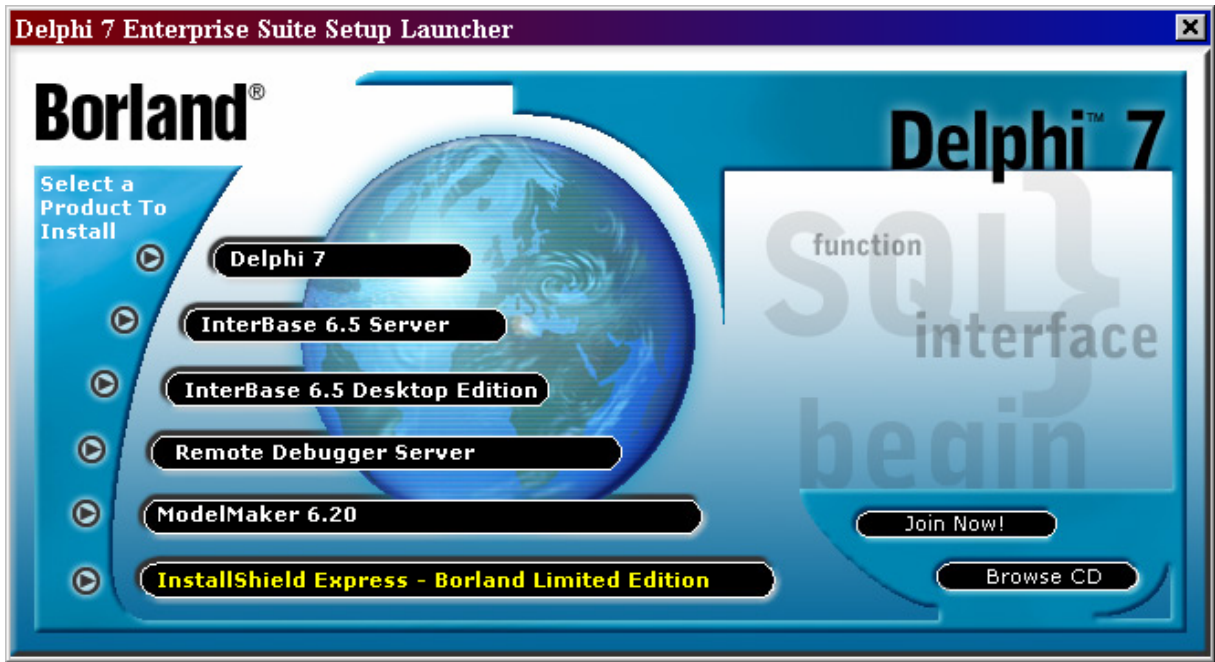 Delphi 7 Enterprise Suite Setup Launcher
Borland®
Delphi™ 7
Select a
Product To
Install
Delphi 7
InterBase 6.5 Server
InterBase 6.5 Desktop Edition
Remote Debugger Server
ModelMaker 6.20
InstallShield Express - Borland Limited Edition
SQL}
function
interface
begin
Join Now!
Browse CD